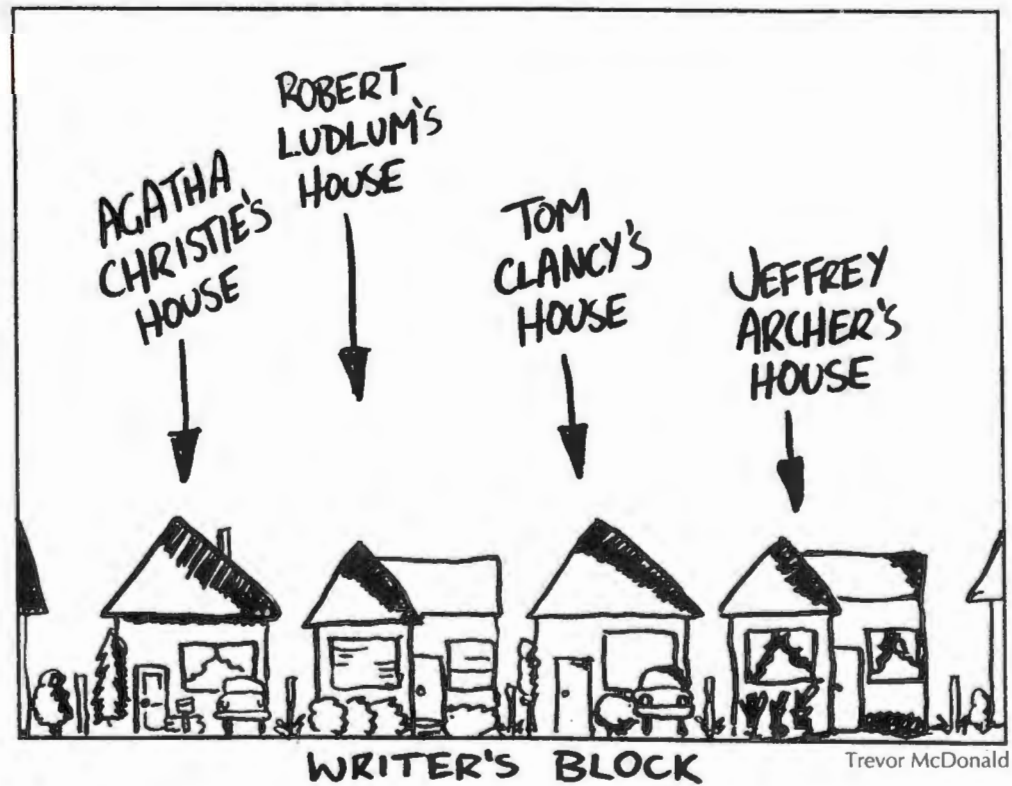 AGATHA
CHRISTIE'S
HOUSE
ROBERT
LUDLUM'S
HOUSE
TOM
CLANCY'S
HOUSE
JEFFREY
ARCHER'S
HOUSE
WRITER'S BLOCK
Trevor McDonald